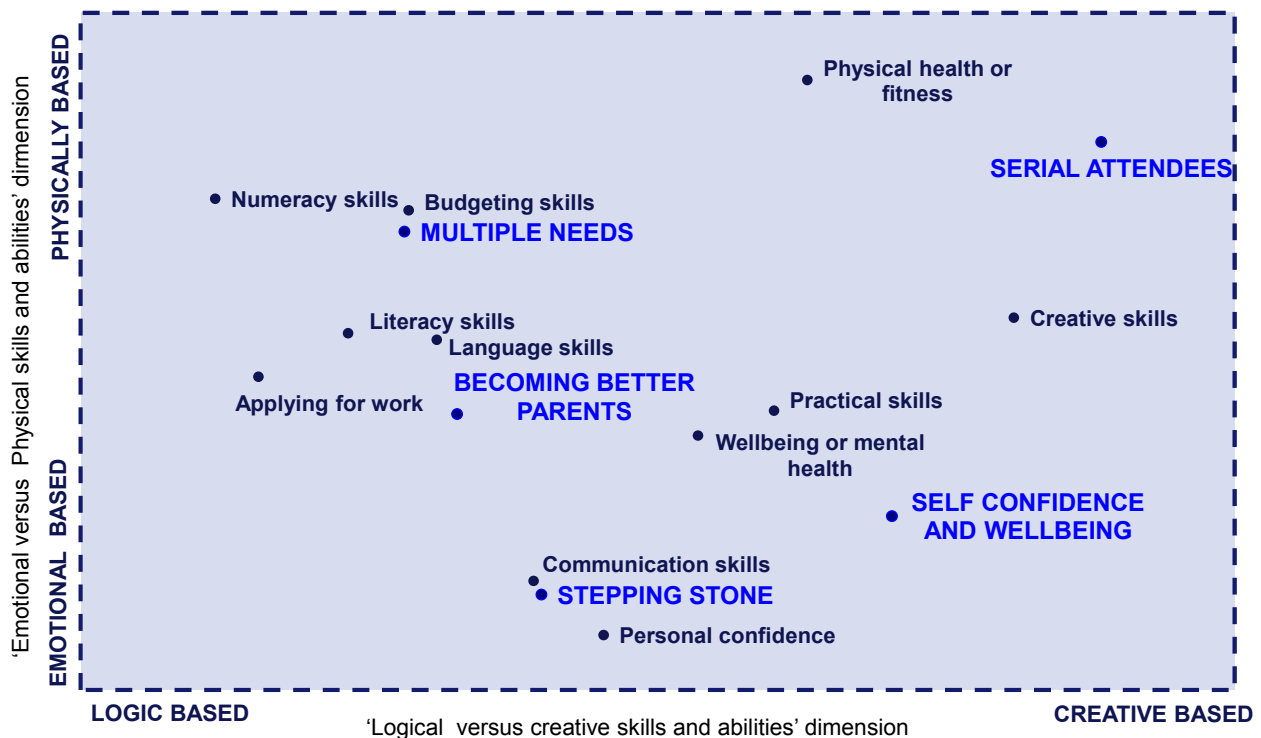 Physical health or
fitness
SERIAL ATTENDEES
Numeracy skills
Budgeting skills
MULTIPLE NEEDS
Literacy skills
Language skills
Creative skills
BECOMING BETTER
PARENTS
Applying for work
Practical skills
Wellbeing or mental
health
SELF CONFIDENCE
AND WELLBEING
Communication skills
STEPPING STONE
Personal confidence
‘Emotional versus Physical skills and abilities’ dirmension
PHYSICALLY BASED
EMOTIONAL BASED
LOGIC BASED
‘Logical versus creative skills and abilities’ dimension
CREATIVE BASED